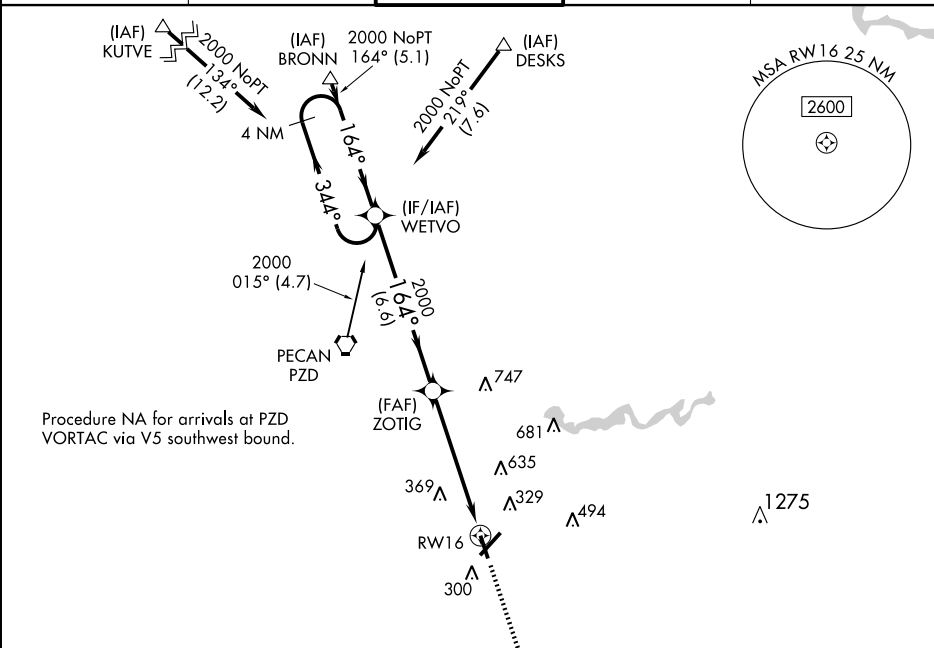 (IAF)
KUTVE
2000 NoPT
134°
(12.2)
(IAF)
BRONN
2000 NoPT
164° (5.1)
(IAF)
DESKS
2000 NoPT
219°
(7.6)
MSA RW16 25 NM
2600
4 NM
164°
344°
(IF/IAF)
WETVO
2000
015° (4.7)
2000
164°
(6.6)
PECAN
PZD
(FAF)
ZOTIG
747
Procedure NA for arrivals at PZD
VORTAC via V5 southwest bound.
681
635
369
329
494
1275
RW16
300